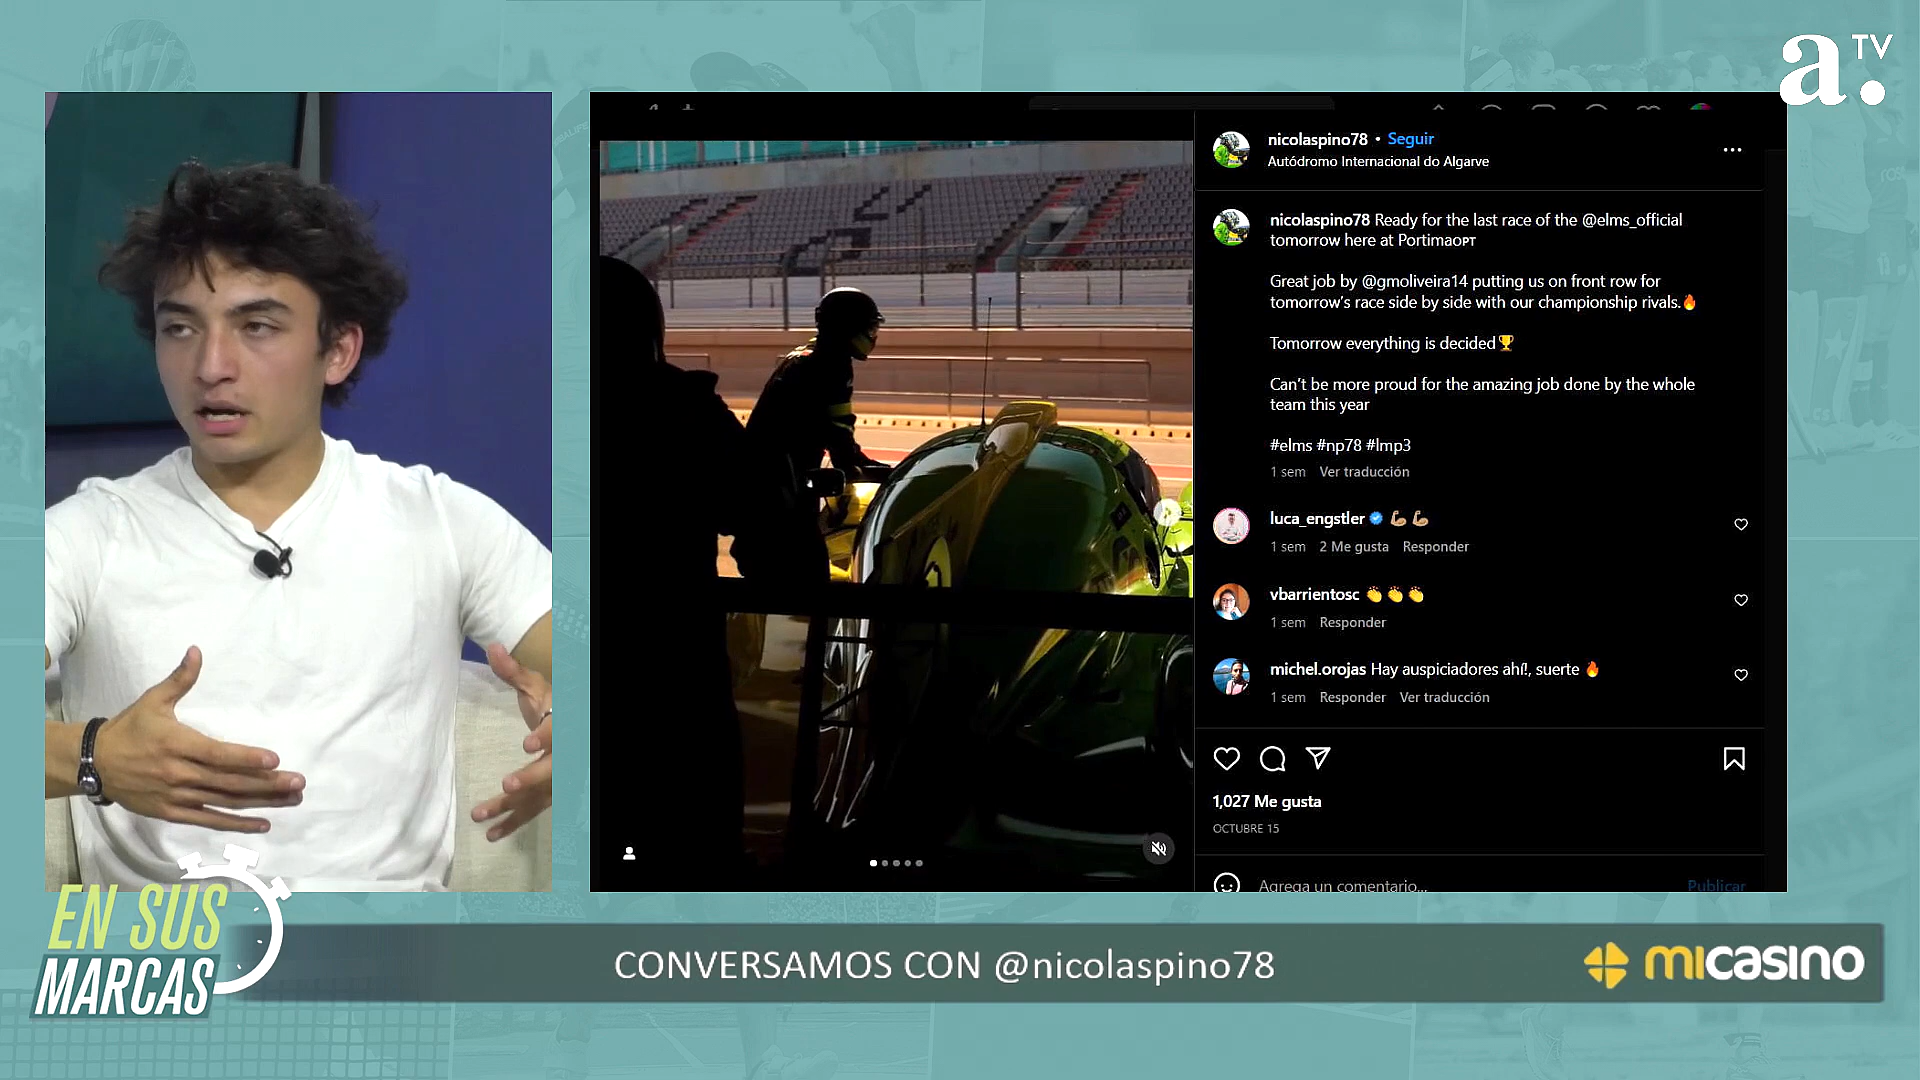 a. TV
nicolaspino78 • Seguir
Autódromo Internacional do Algarve
nicolaspino78 Ready for the last race of the @elms_official
tomorrow here at PortimaoPT
Great job by @gmoliveira14 putting us on front row for
tomorrow's race side by side with our championship rivals.🔥
Tomorrow everything is decided🏆
Can't be more proud for the amazing job done by the whole
team this year
#elms #np78 #lmp3
1 sem Ver traducción
luca_engstler 💪🏽 💪🏽
1 sem 2 Me gusta Responder
vbarrientosc 👏 👏 👏
1 sem Responder
michel.orojas Hay auspiciadores ahí!, suerte 🔥
1 sem Responder Ver traducción
1,027 Me gusta
OCTUBRE 15
Agrega un comentario...
Publicar
EN SUS
MARCAS
CONVERSAMOS CON @nicolaspino78
micasino